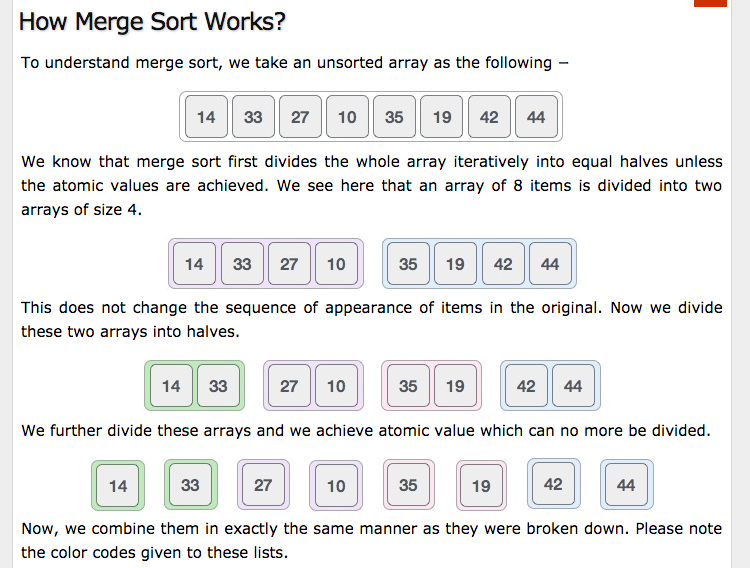 How Merge Sort Works?
To understand merge sort, we take an unsorted array as the following −
14 33 27 10 35 19 42 44
We know that merge sort first divides the whole array iteratively into equal halves unless
the atomic values are achieved. We see here that an array of 8 items is divided into two
arrays of size 4.
14 33 27 10 35 19 42 44
This does not change the sequence of appearance of items in the original. Now we divide
these two arrays into halves.
14 33 27 10 35 19 42 44
We further divide these arrays and we achieve atomic value which can no more be divided.
14 33 27 10 35 19 42 44
Now, we combine them in exactly the same manner as they were broken down. Please note
the color codes given to these lists.